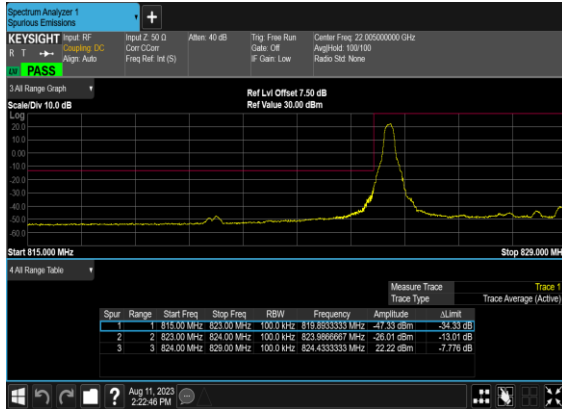 Spectrum Analyzer 1
Spurious Emissions
KEYSIGHT
R T
LXI
PASS
Input: RF
Coupling: DC
Align: Auto
Input Z: 50 Ω
Corr CCorr
Freq Ref: Int (S)
Atten: 40 dB
Trig: Free Run
Gate: Off
IF Gain: Low
Center Freq: 22.005000000 GHz
Avg|Hold: 100/100
Radio Std: None
3 All Range Graph
Ref Lvl Offset 7.50 dB
Scale/Div 10.0 dB
Ref Value 30.00 dBm
Log
20.0
10.0
0.00
-10.0
-20.0
-30.0
-40.0
-50.0
-60.0
Start 815.000 MHz
Stop 829.000 MHz
4 All Range Table
Measure Trace Trace 1
Trace Type Trace Average (Active)
Spur Range Start Freq Stop Freq RBW Frequency Amplitude ΔLimit
1 1 815.00 MHz 823.00 MHz 100.0 kHz 819.8933333 MHz -47.33 dBm -34.33 dB
2 2 823.00 MHz 824.00 MHz 100.0 kHz 823.9866667 MHz -26.01 dBm -13.01 dB
3 3 824.00 MHz 829.00 MHz 100.0 kHz 824.4333333 MHz 22.22 dBm -7.776 dB
?
Aug 11, 2023
2:22:46 PM